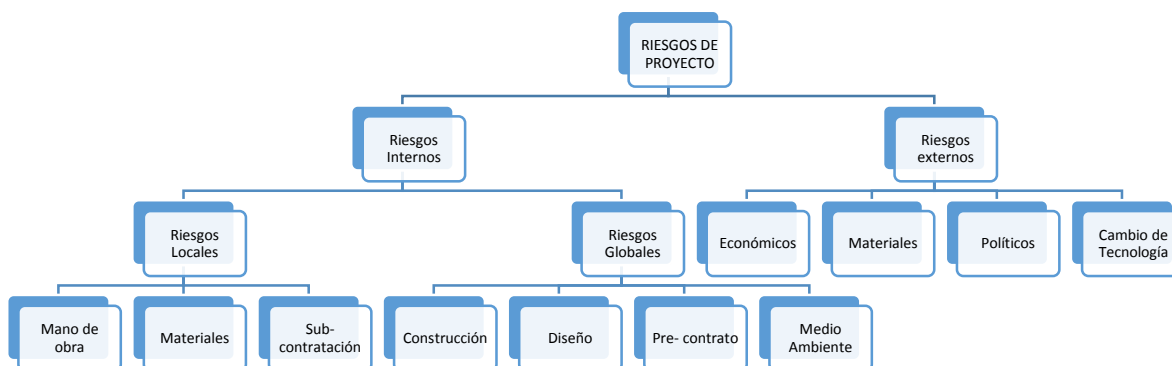 RIESGOS DE
PROYECTO
Riesgos
Internos
Riesgos
externos
Riesgos
Locales
Riesgos
Globales
Económicos
Materiales
Políticos
Cambio de
Tecnología
Mano de
obra
Materiales
Sub-
contratación
Construcción
Diseño
Pre- contrato
Medio
Ambiente